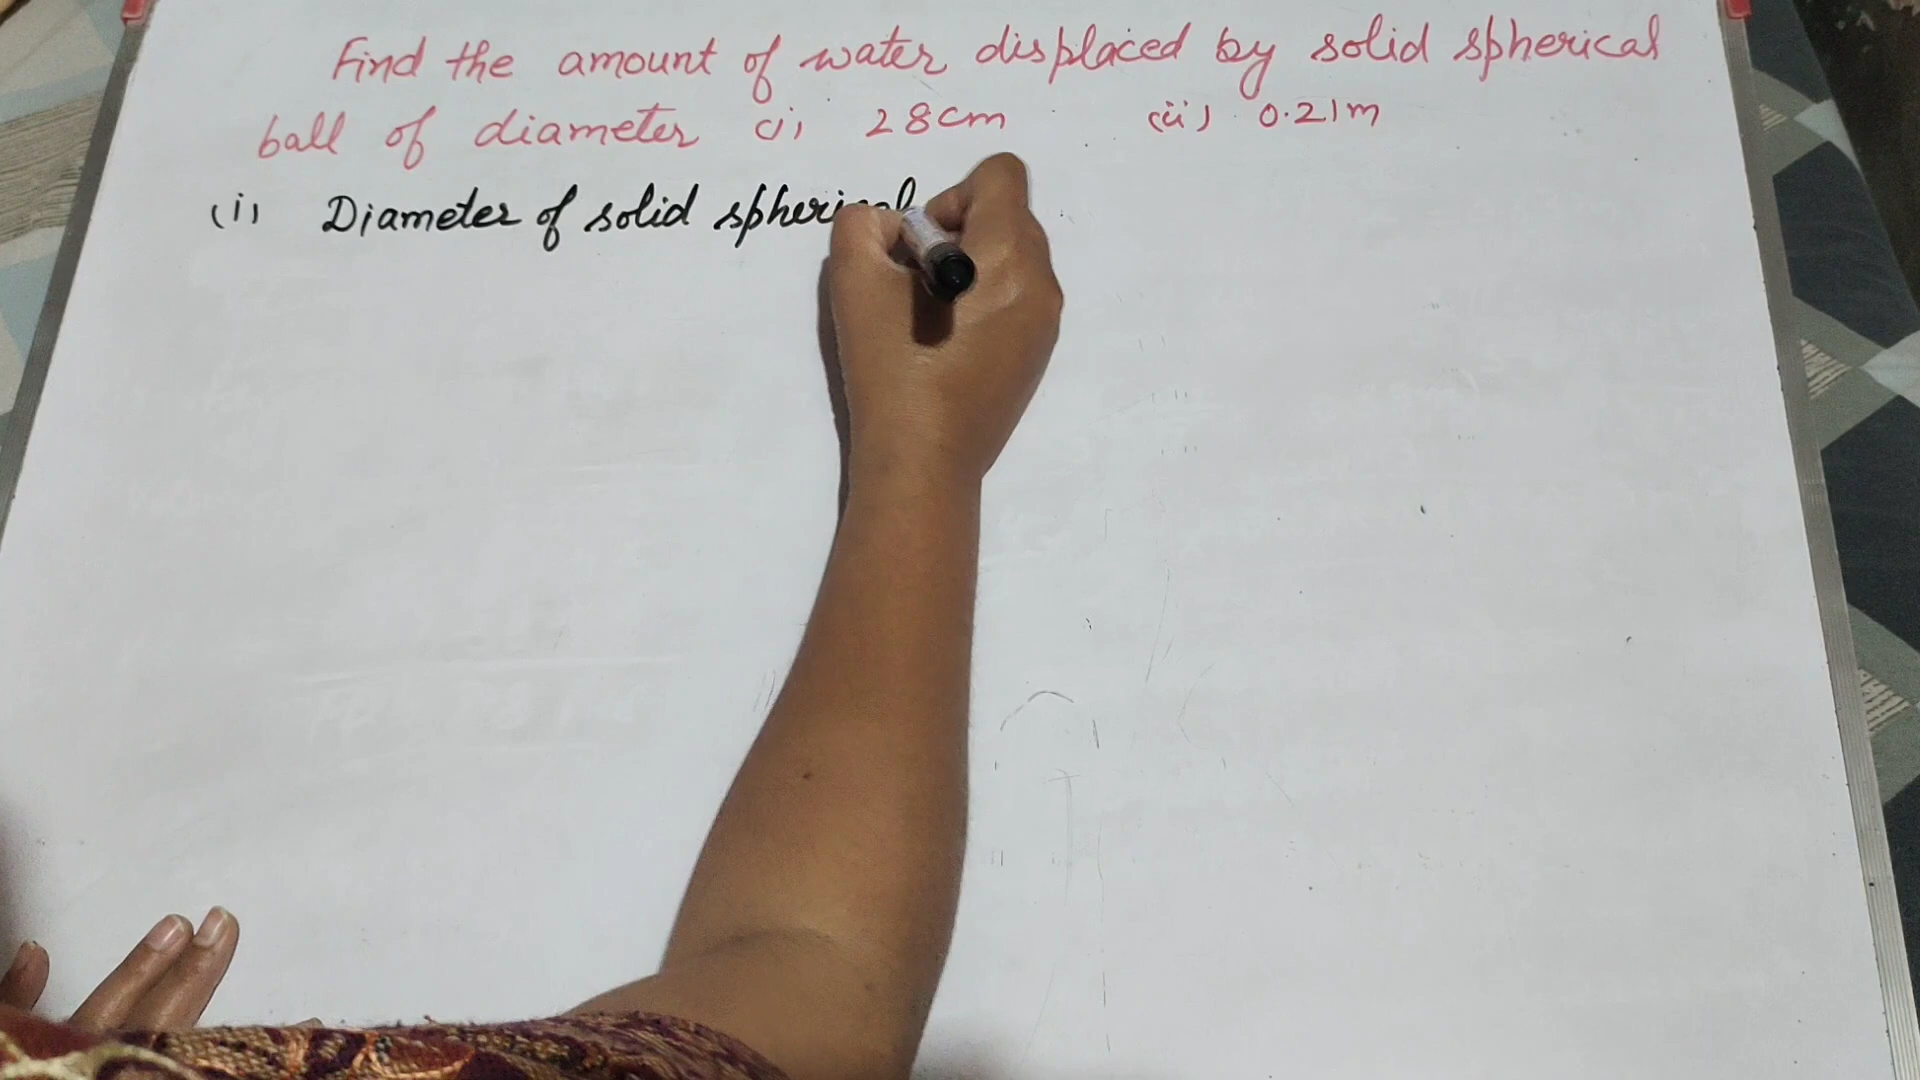 Find the amount of water displaced by solid spherical
ball of diameter (i) 28cm (ii) 0.21m
(i) Diameter of solid spherical